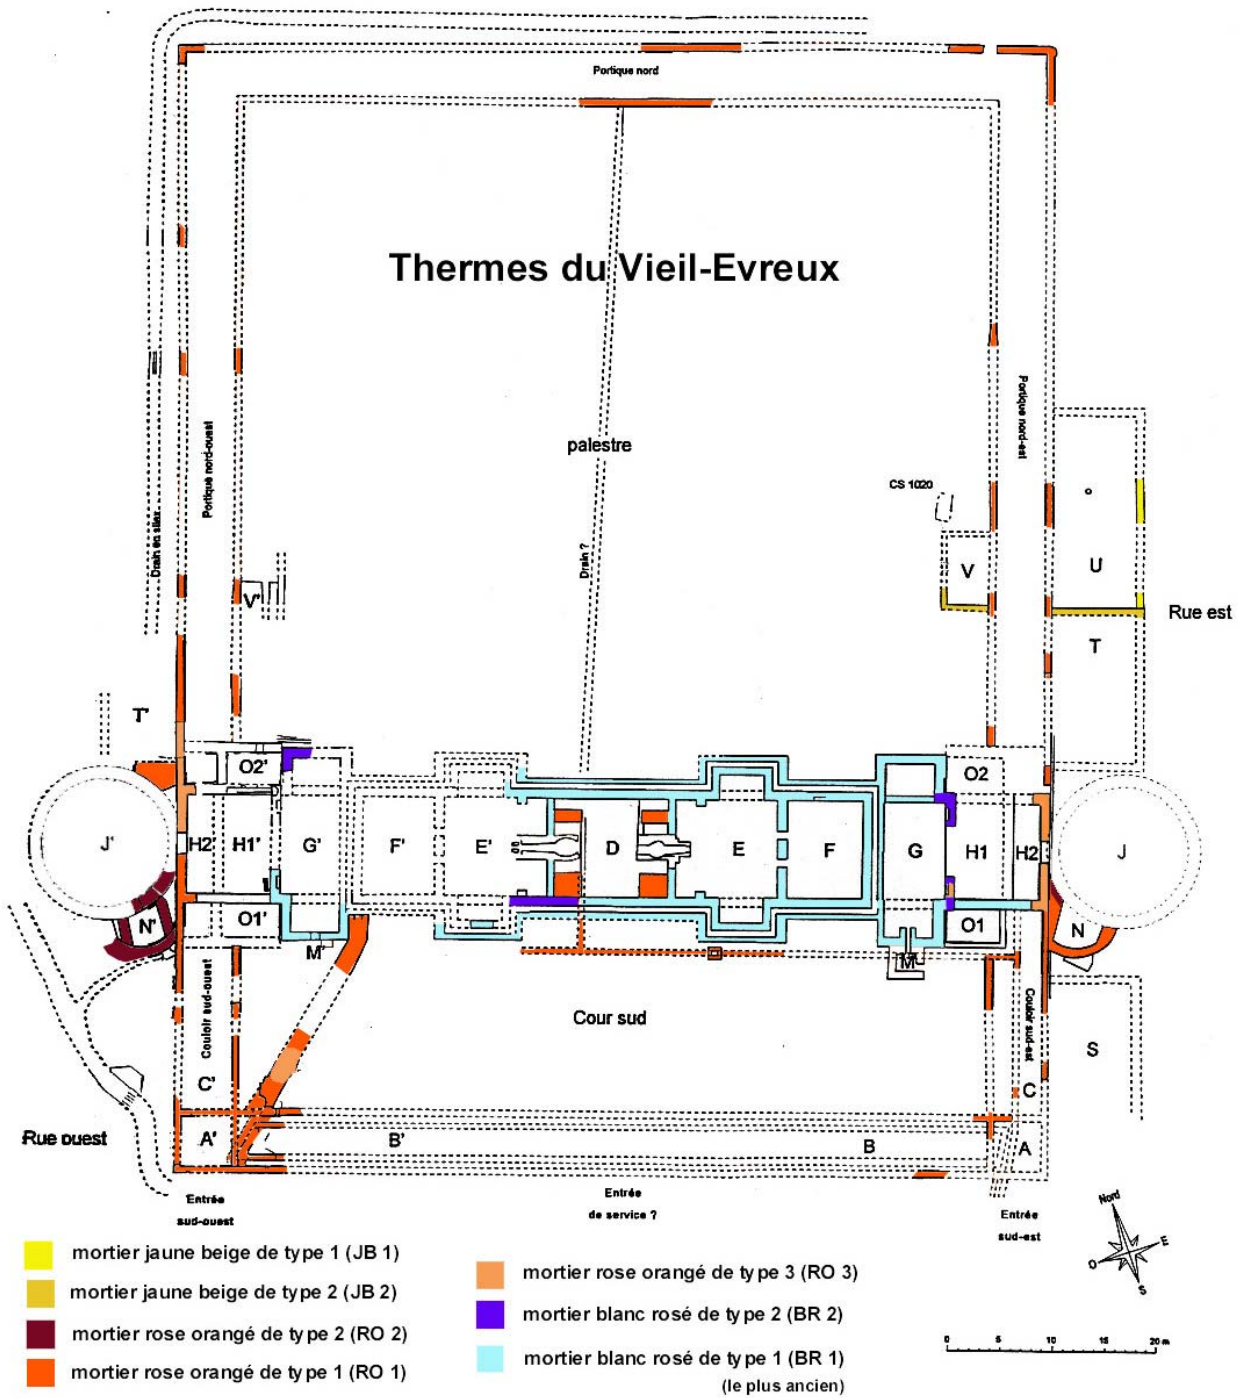 Portique nord
Thermes du Vieil-Evreux
Portique nord-ouest
Portique nord-est
palestre
CS 1020
Drain en silex
Drain ?
V'
V
U
Rue est
T
T'
O2'
O2
J'
H2'
H1'
G'
F'
E'
D
E
F
G
H1
H2
J
N'
O1'
M'
M
O1
N
Couloir sud-ouest
Cour sud
Couloir sud-est
S
C'
C
Rue ouest
A'
B'
B
A
Entrée
sud-ouest
Entrée
de service ?
Entrée
sud-est
Nord
E
O
S
mortier jaune beige de type 1 (JB 1)
mortier jaune beige de type 2 (JB 2)
mortier rose orangé de type 2 (RO 2)
mortier rose orangé de type 1 (RO 1)
mortier rose orangé de type 3 (RO 3)
mortier blanc rosé de type 2 (BR 2)
mortier blanc rosé de type 1 (BR 1)
(le plus ancien)
0 5 10 15 20 m